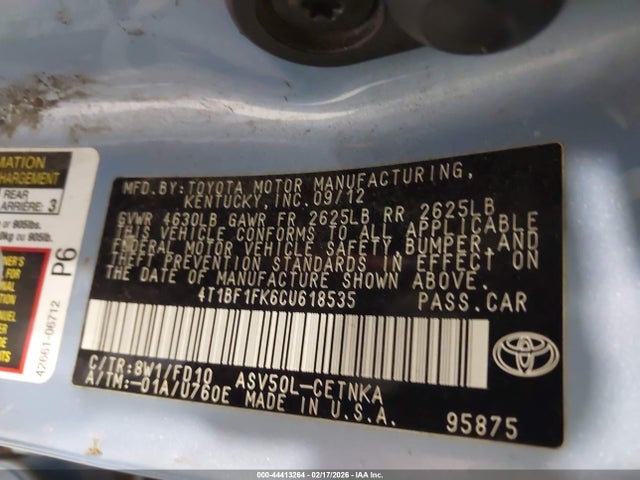 MFD.BY:TOYOTA MOTOR MANUFACTURING,
KENTUCKY,INC.09/12
GVWR 4630LB GAWR FR 2625LB RR 2625LB
THIS VEHICLE CONFORMS TO ALL APPLICABLE
FEDERAL MOTOR VEHICLE SAFETY,BUMPER,AND
THEFT PREVENTION STANDARDS IN EFFECT ON
THE DATE OF MANUFACTURE SHOWN ABOVE.
4T1BF1FK6CU618535 PASS.CAR
C/TR:8W1/FD10 ASV50L-CETNKA
A/TM:-01A/U760E MADE IN U.S.A.
95875
TOYOTA
REAR
ARRIÈRE: 3
905lb.
P6
42661-06712
000-44413264 - 02/17/2026 - IAA Inc.